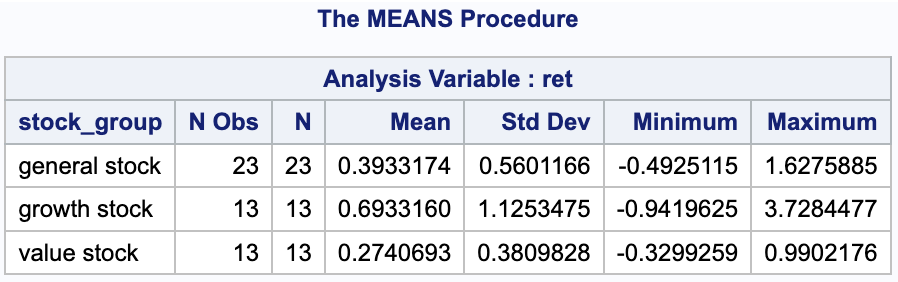 The MEANS Procedure
Analysis Variable : ret
stock_group N Obs N Mean Std Dev Minimum Maximum
general stock 23 23 0.3933174 0.5601166 -0.4925115 1.6275885
growth stock 13 13 0.6933160 1.1253475 -0.9419625 3.7284477
value stock 13 13 0.2740693 0.3809828 -0.3299259 0.9902176